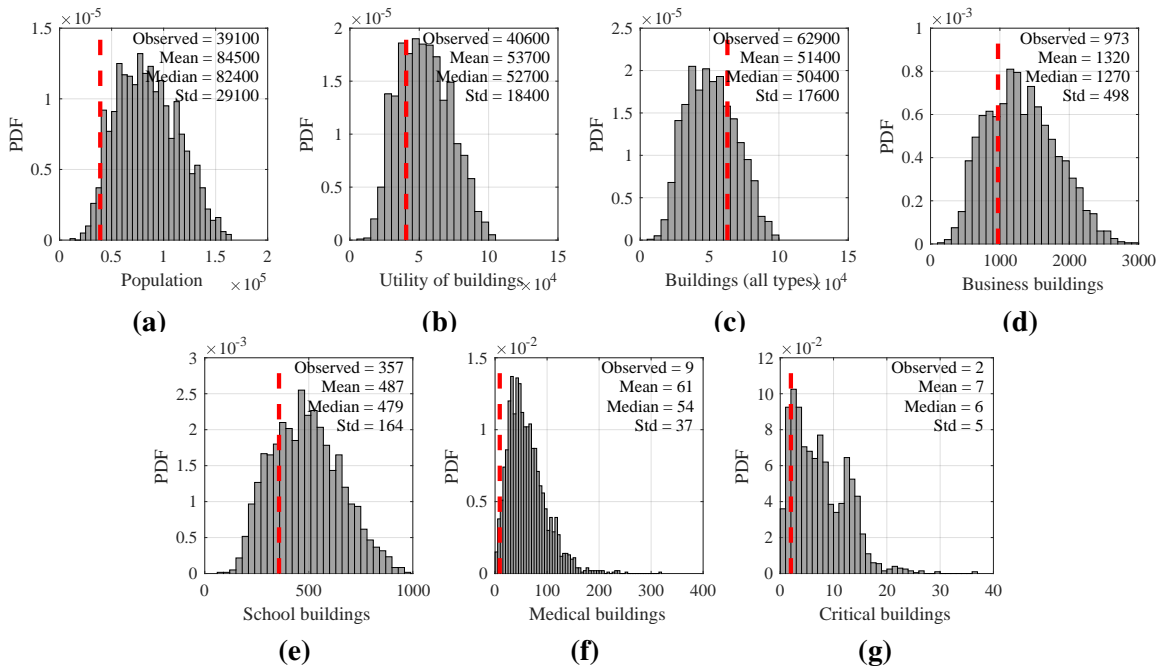 × 10^-5
Observed = 39100
Mean = 84500
Median = 82400
Std = 29100
PDF
1.5
1
0.5
0
0
0.5
1
1.5
2
Population
× 10^5
(a)
× 10^-5
Observed = 40600
Mean = 53700
Median = 52700
Std = 18400
PDF
2
1.5
1
0.5
0
0
5
10
15
Utility of buildings
× 10^4
(b)
× 10^-5
Observed = 62900
Mean = 51400
Median = 50400
Std = 17600
PDF
2.5
2
1.5
1
0.5
0
0
5
10
15
Buildings (all types)
× 10^4
(c)
× 10^-3
Observed = 973
Mean = 1320
Median = 1270
Std = 498
PDF
1
0.8
0.6
0.4
0.2
0
0
1000
2000
3000
Business buildings
(d)
× 10^-3
Observed = 357
Mean = 487
Median = 479
Std = 164
PDF
3
2.5
2
1.5
1
0.5
0
0
500
1000
School buildings
(e)
× 10^-2
Observed = 9
Mean = 61
Median = 54
Std = 37
PDF
1.5
1
0.5
0
0
100
200
300
400
Medical buildings
(f)
× 10^-2
Observed = 2
Mean = 7
Median = 6
Std = 5
PDF
12
10
8
6
4
2
0
0
10
20
30
40
Critical buildings
(g)